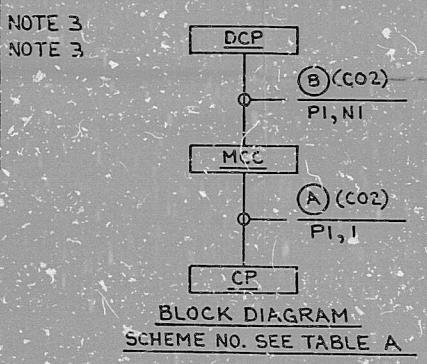 NOTE 3
NOTE 3
DCP
B (CO2)
P1, N1
MCC
A (CO2)
P1, 1
CP
BLOCK DIAGRAM
SCHEME NO. SEE TABLE A